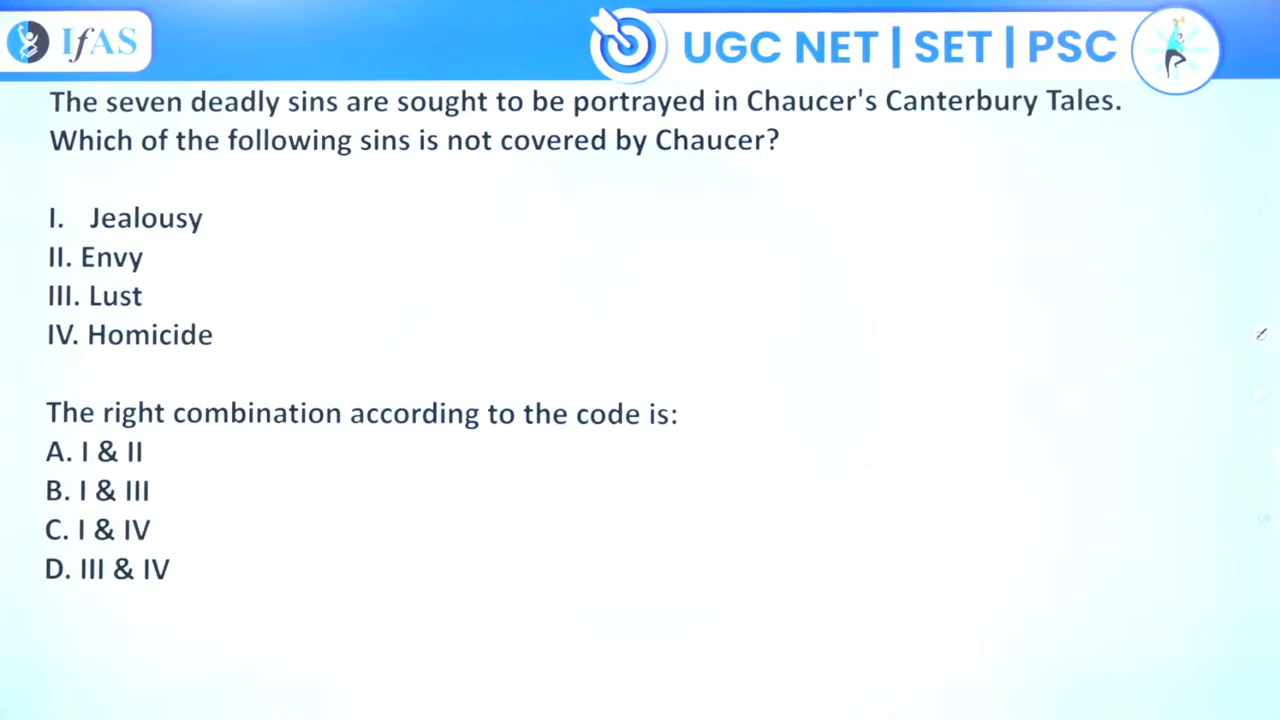 IfAS
UGC NET | SET | PSC
The seven deadly sins are sought to be portrayed in Chaucer's Canterbury Tales.
Which of the following sins is not covered by Chaucer?
I. Jealousy
II. Envy
III. Lust
IV. Homicide
The right combination according to the code is:
A. I & II
B. I & III
C. I & IV
D. III & IV